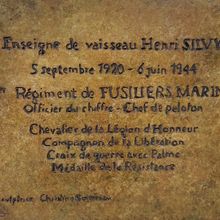 Enseigne de vaisseau Henri SILVY
5 septembre 1920 - 6 juin 1944
Régiment de FUSILIERS MARIN
Officier du chiffre - Chef de peloton
Chevalier de la Légion d'Honneur
Compagnon de la Libération
Croix de guerre avec Palme
Médaille de la Résistance
Christine